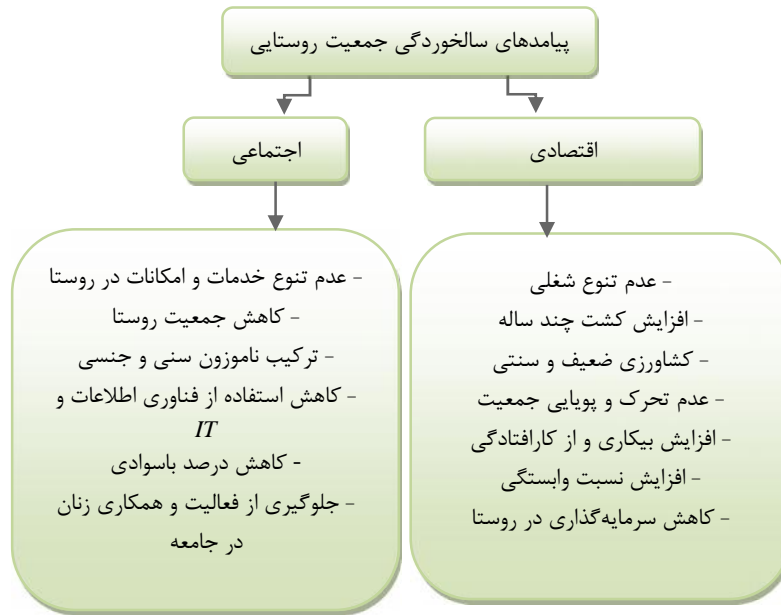 پیامدهای سالخوردگی جمعیت روستایی
اقتصادی
اجتماعی
- عدم تنوع شغلی
- افزایش کشت چند ساله
- کشاورزی ضعیف و سنتی
- عدم تحرک و پویایی جمعیت
- افزایش بیکاری و از کارافتادگی
- افزایش نسبت وابستگی
- کاهش سرمایه‌گذاری در روستا
- عدم تنوع خدمات و امکانات در روستا
- کاهش جمعیت روستا
- ترکیب ناموزون سنی و جنسی
- کاهش استفاده از فناوری اطلاعات و
IT
- کاهش درصد باسوادی
- جلوگیری از فعالیت و همکاری زنان
در جامعه